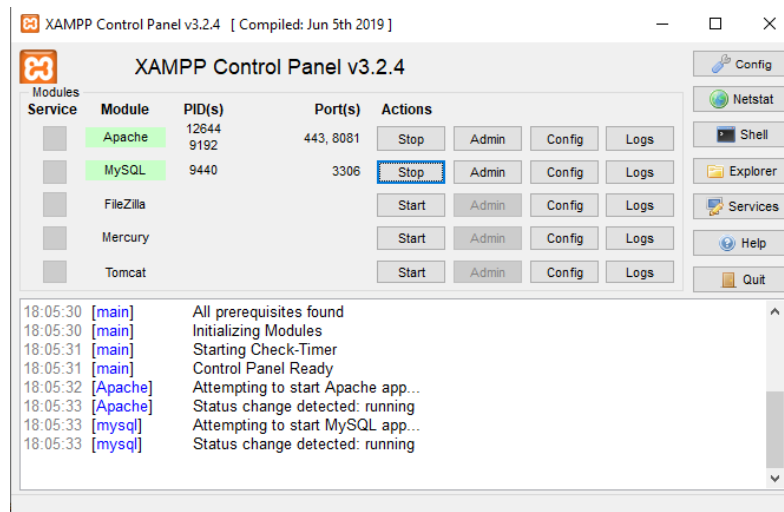 XAMPP Control Panel v3.2.4 [ Compiled: Jun 5th 2019 ]
XAMPP Control Panel v3.2.4
Config
Modules
Netstat
Service Module PID(s) Port(s) Actions
Apache 12644 9192 443, 8081 Stop Admin Config Logs
Shell
MySQL 9440 3306 Stop Admin Config Logs
Explorer
FileZilla Start Admin Config Logs
Services
Mercury Start Admin Config Logs
Help
Tomcat Start Admin Config Logs
Quit
18:05:30 [main] All prerequisites found
18:05:30 [main] Initializing Modules
18:05:31 [main] Starting Check-Timer
18:05:31 [main] Control Panel Ready
18:05:32 [Apache] Attempting to start Apache app...
18:05:33 [Apache] Status change detected: running
18:05:33 [mysql] Attempting to start MySQL app...
18:05:33 [mysql] Status change detected: running